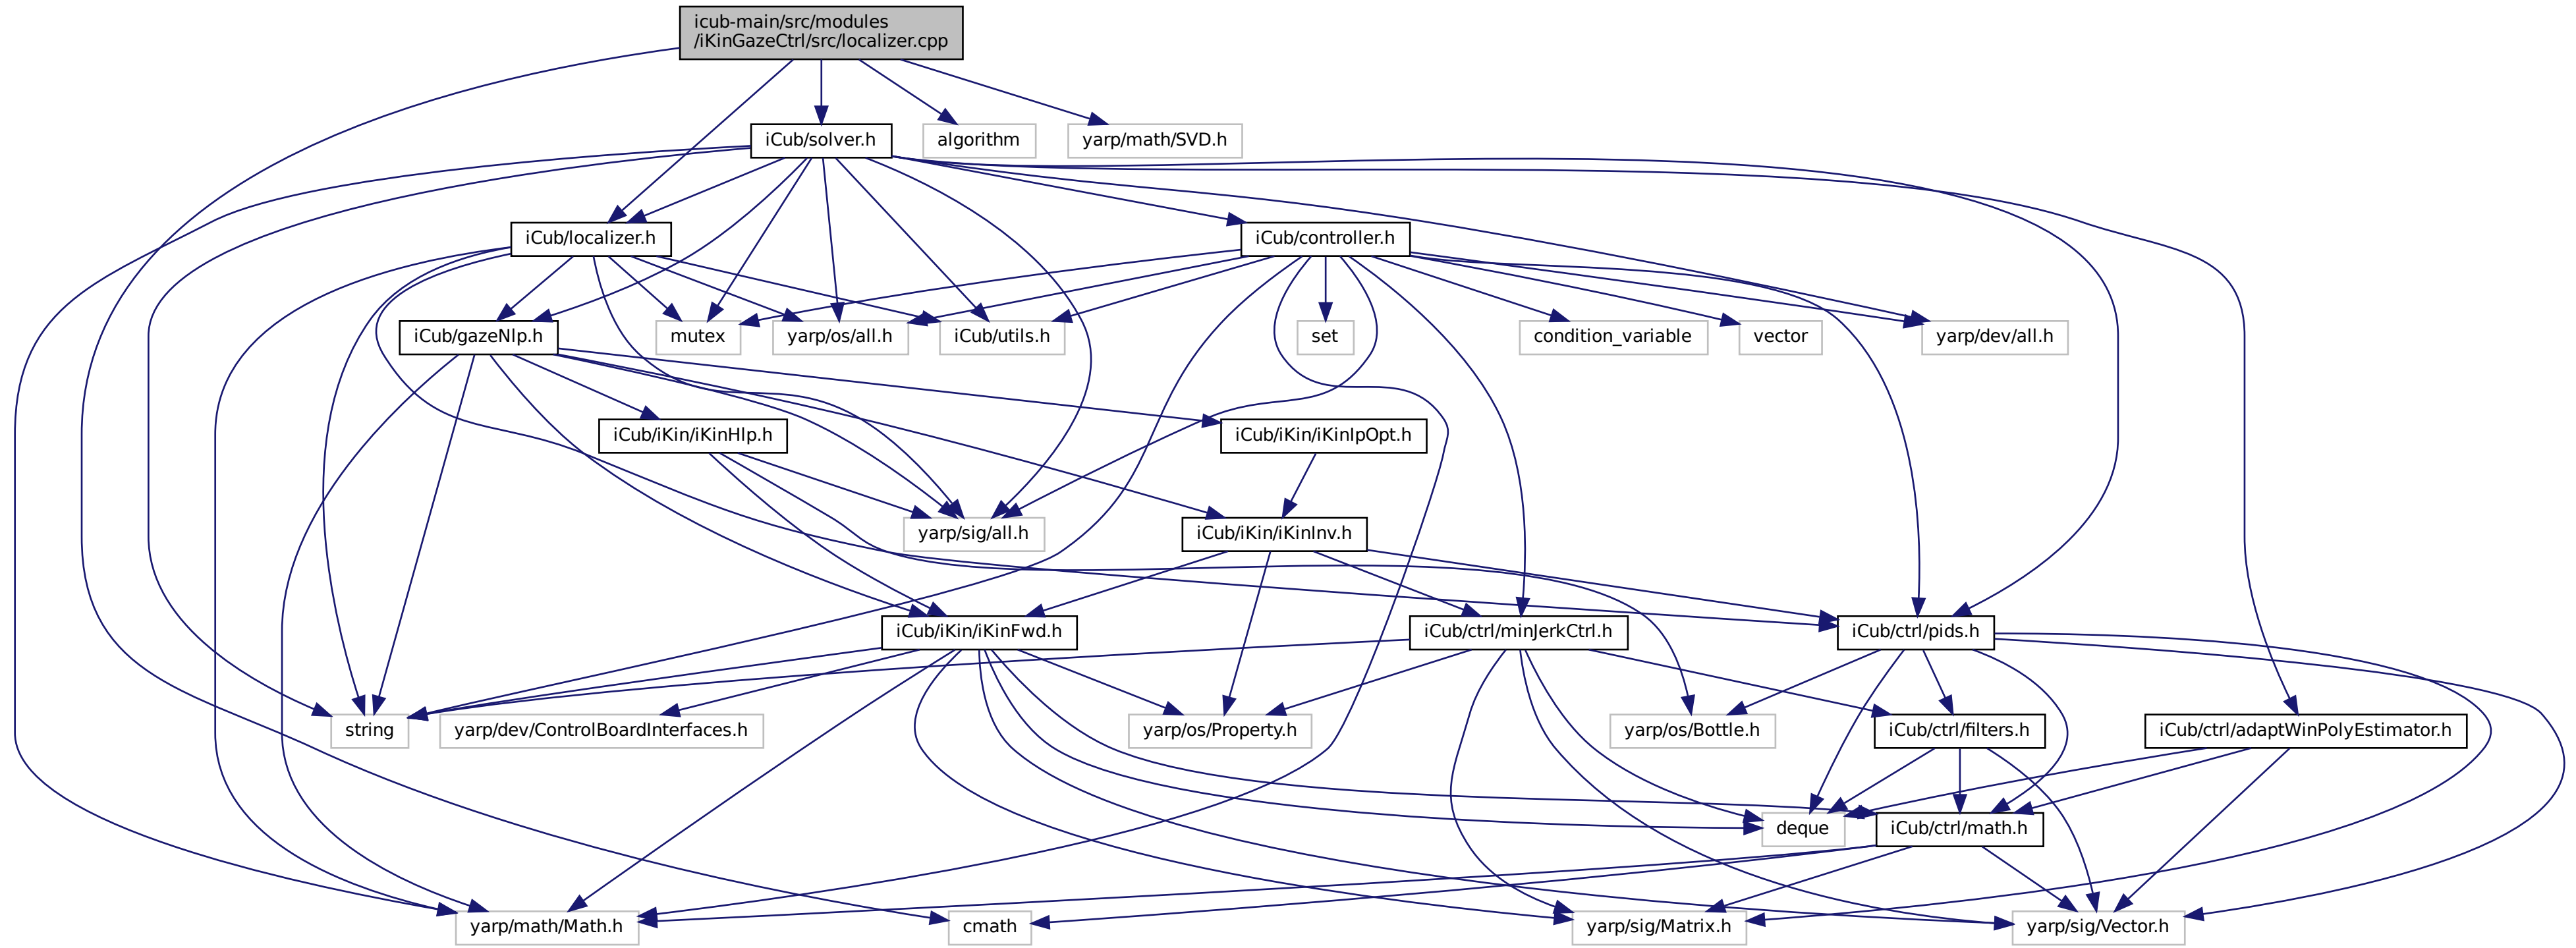 icub-main/src/modules
/iKinGazeCtrl/src/localizer.cpp
iCub/solver.h
algorithm
yarp/math/SVD.h
iCub/localizer.h
iCub/controller.h
iCub/gazeNlp.h
mutex
yarp/os/all.h
iCub/utils.h
set
condition_variable
vector
yarp/dev/all.h
iCub/iKin/iKinHlp.h
iCub/iKin/iKinIpOpt.h
yarp/sig/all.h
iCub/iKin/iKinInv.h
iCub/iKin/iKinFwd.h
iCub/ctrl/minJerkCtrl.h
iCub/ctrl/pids.h
string
yarp/dev/ControlBoardInterfaces.h
yarp/os/Property.h
yarp/os/Bottle.h
iCub/ctrl/filters.h
iCub/ctrl/adaptWinPolyEstimator.h
deque
iCub/ctrl/math.h
yarp/math/Math.h
cmath
yarp/sig/Matrix.h
yarp/sig/Vector.h